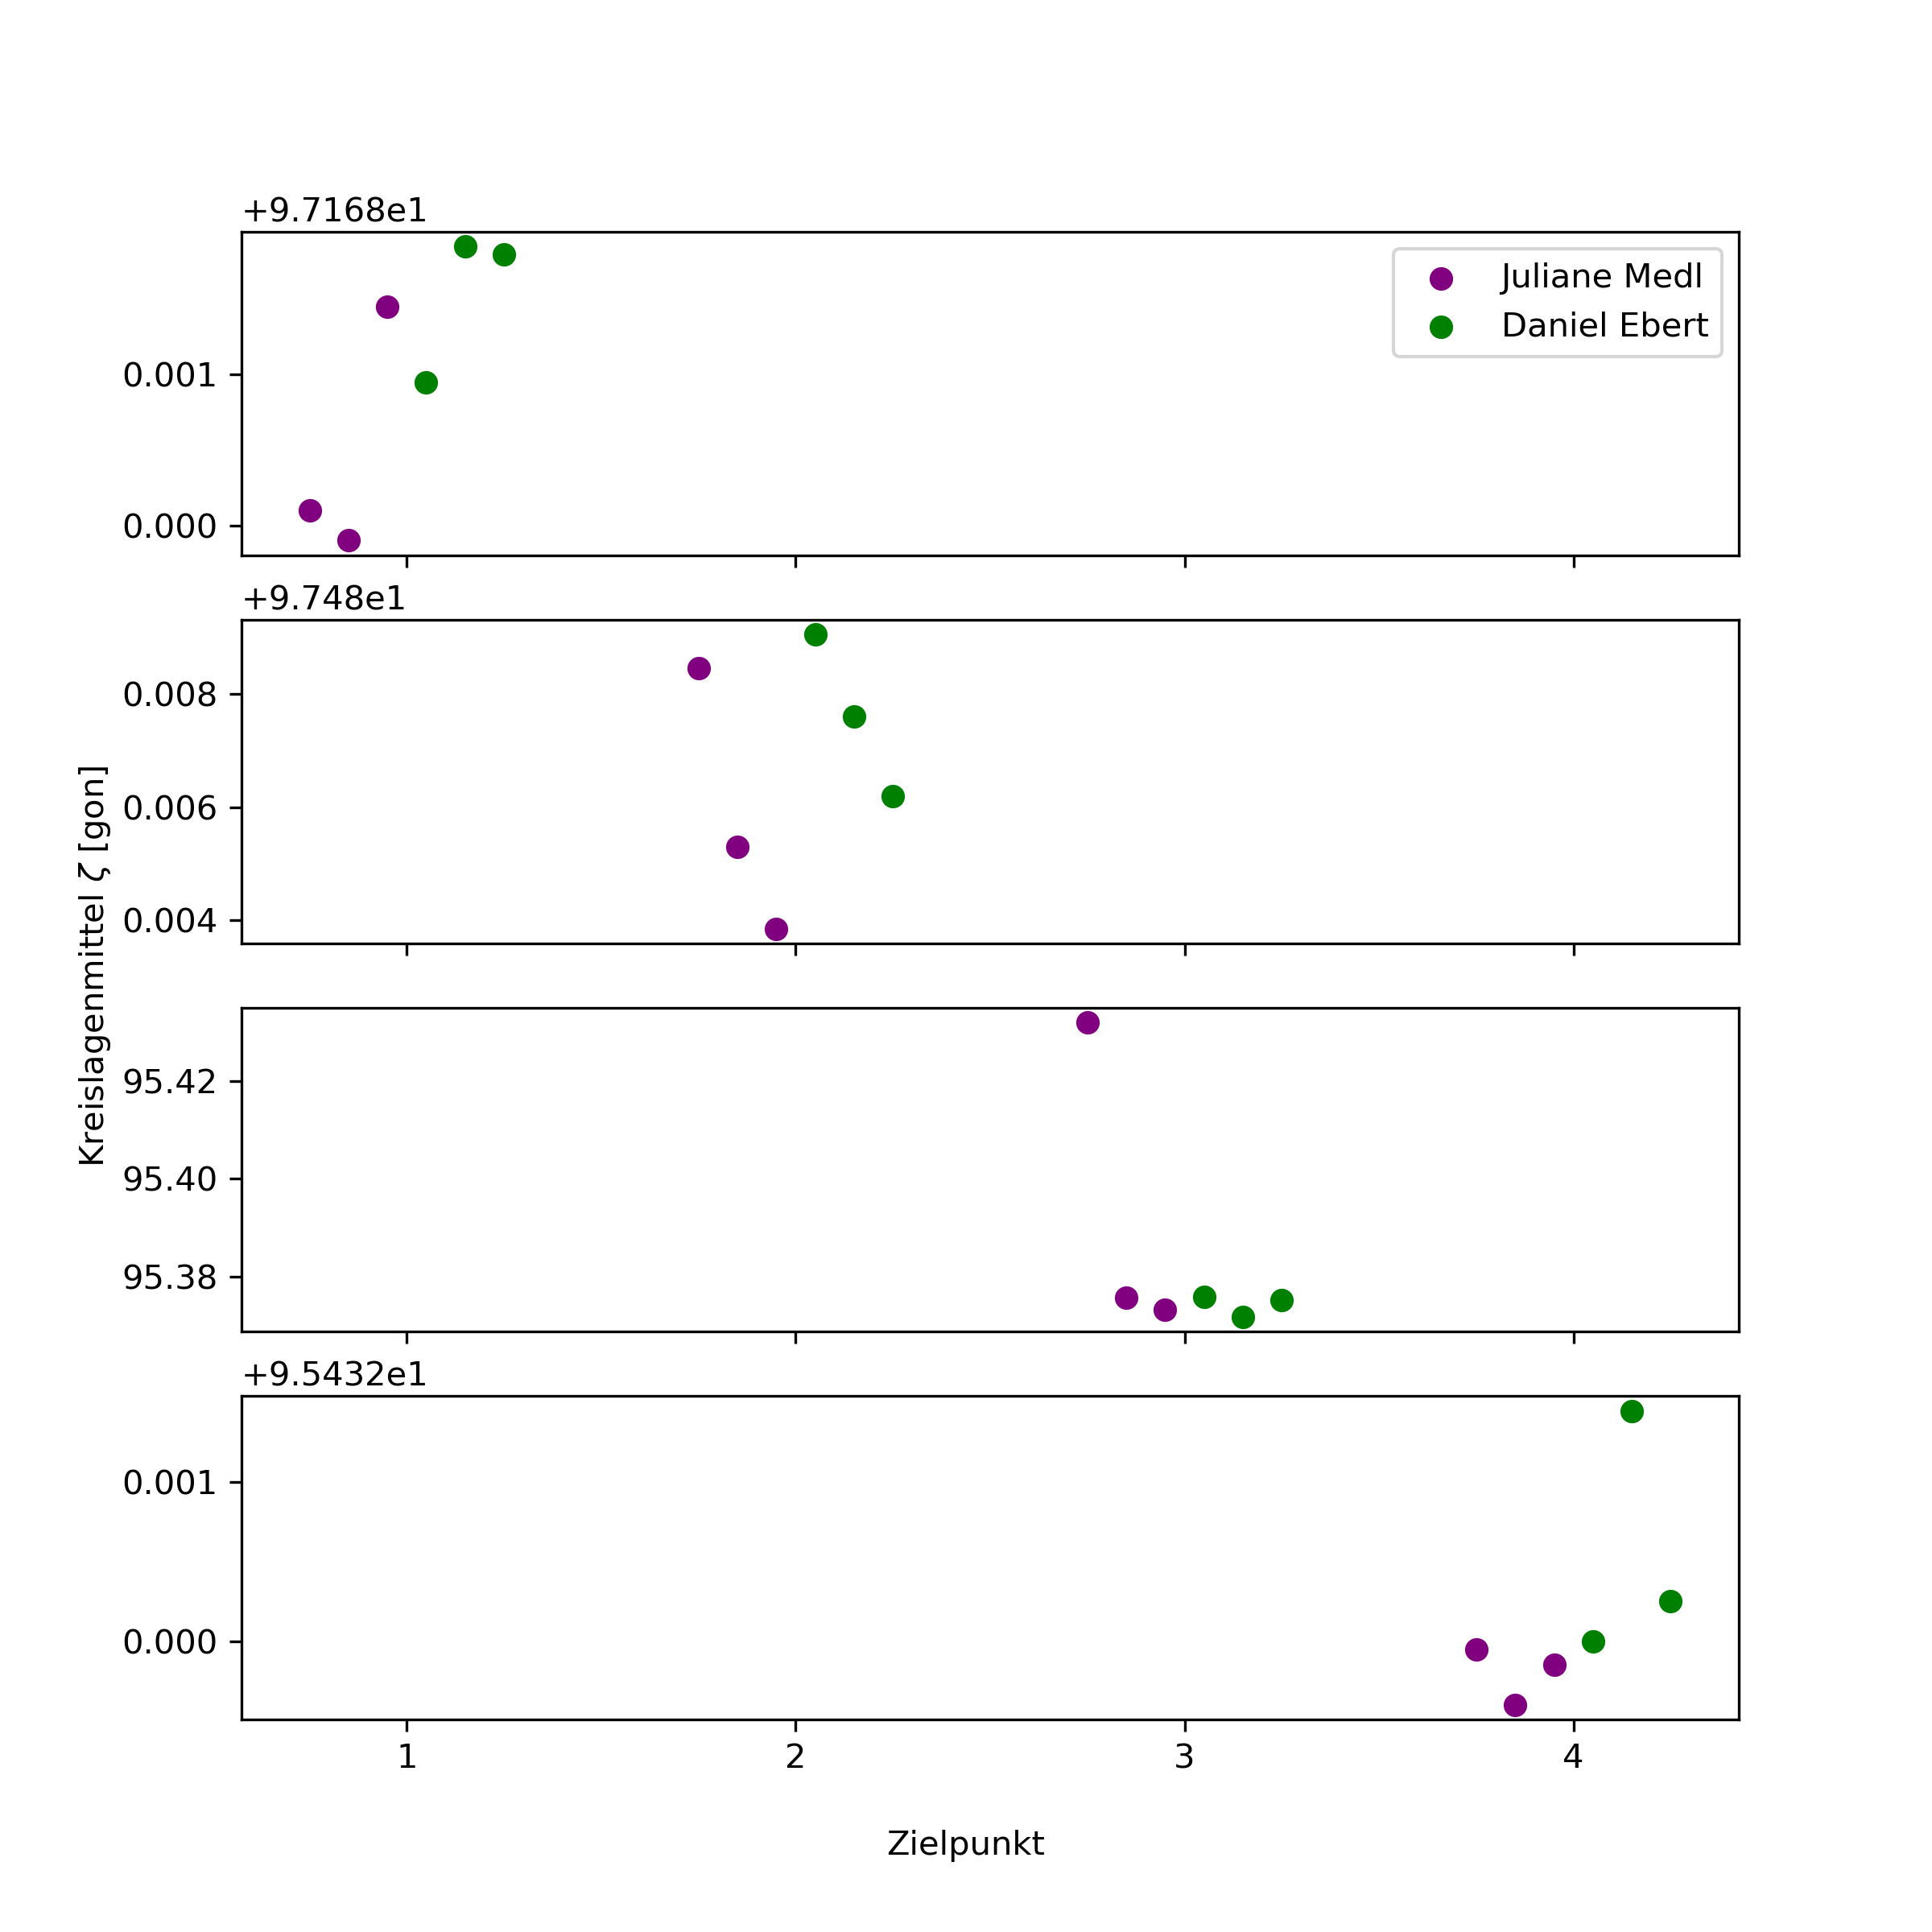 +9.7168e1
Juliane Medl
Daniel Ebert
0.001
0.000
+9.748e1
0.008
0.006
0.004
Kreislagenmittel ζ [gon]
95.42
95.40
95.38
+9.5432e1
0.001
0.000
1 2 3 4
Zielpunkt